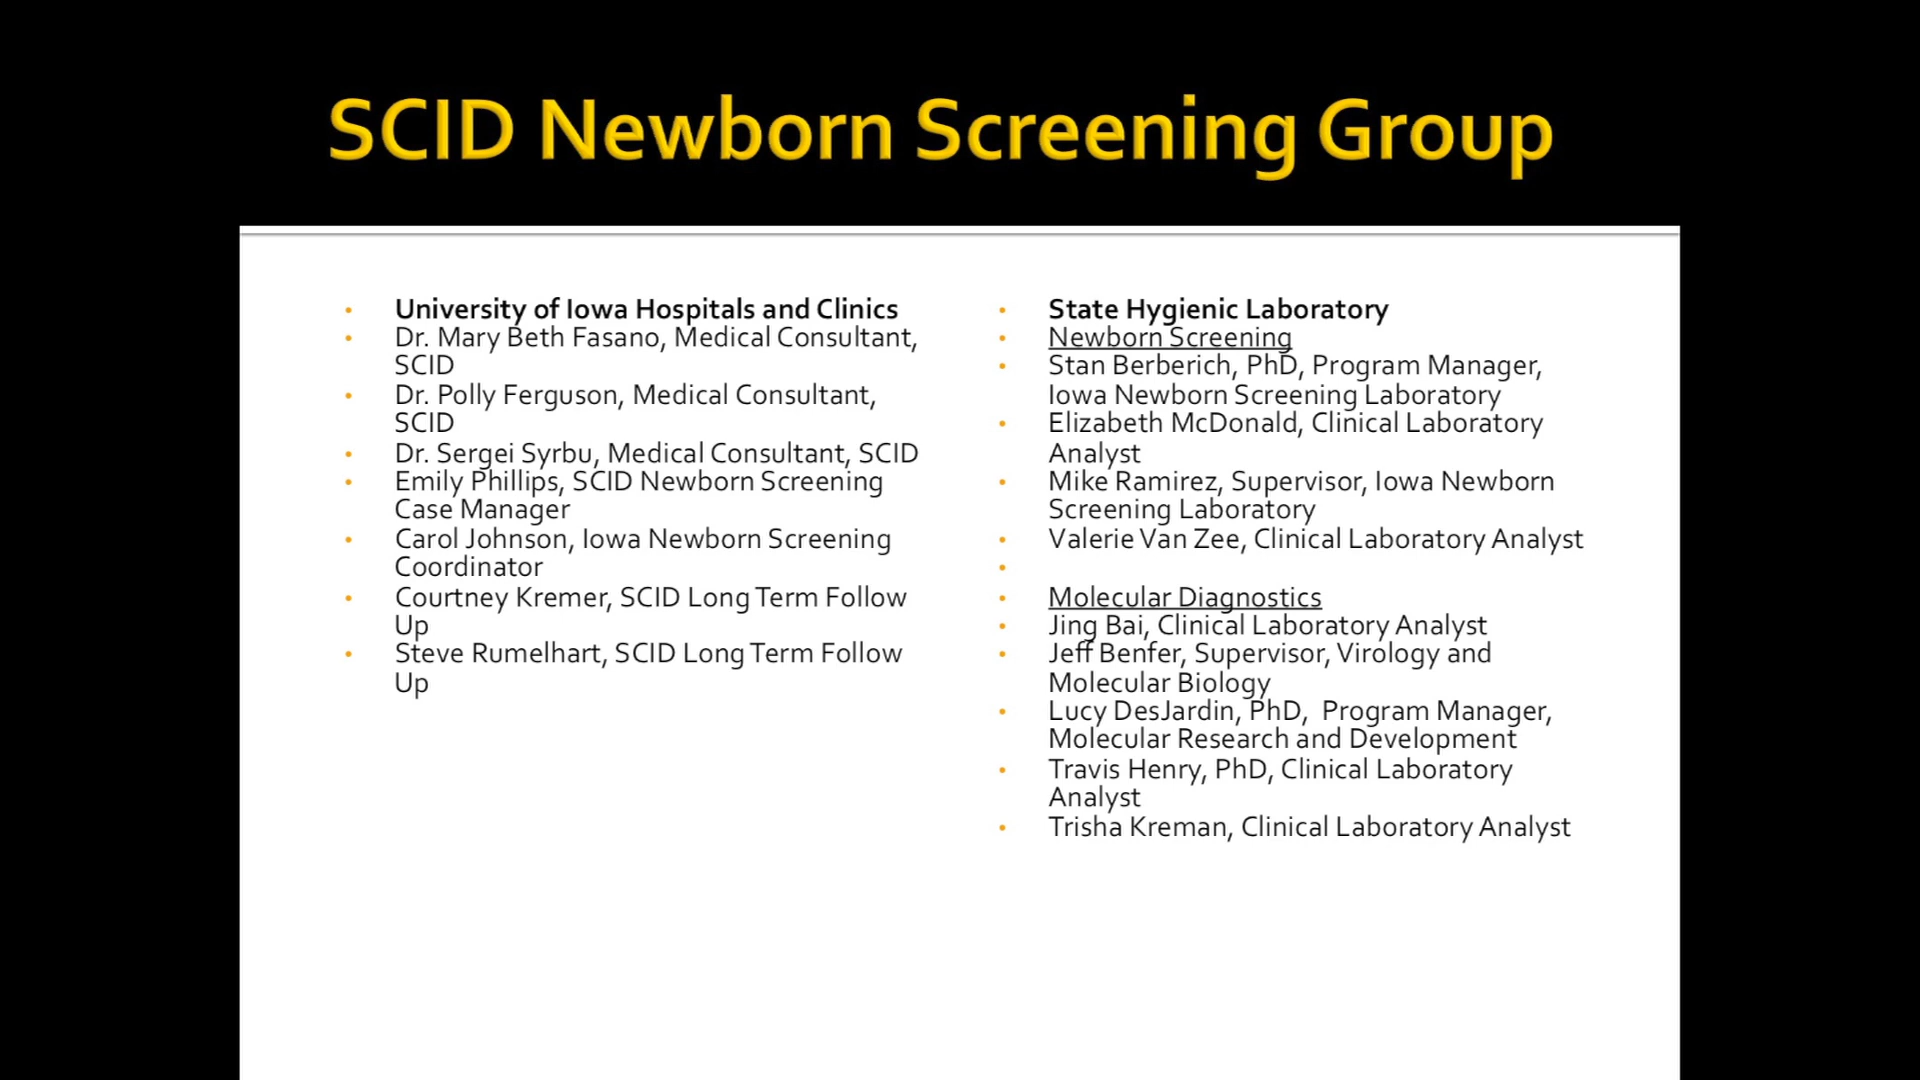 SCID Newborn Screening Group
University of Iowa Hospitals and Clinics
Dr. Mary Beth Fasano, Medical Consultant,
SCID
Dr. Polly Ferguson, Medical Consultant,
SCID
Dr. Sergei Syrbu, Medical Consultant, SCID
Emily Phillips, SCID Newborn Screening
Case Manager
Carol Johnson, Iowa Newborn Screening
Coordinator
Courtney Kremer, SCID Long Term Follow
Up
Steve Rumelhart, SCID Long Term Follow
Up
State Hygienic Laboratory
Newborn Screening
Stan Berberich, PhD, Program Manager,
Iowa Newborn Screening Laboratory
Elizabeth McDonald, Clinical Laboratory
Analyst
Mike Ramirez, Supervisor, Iowa Newborn
Screening Laboratory
Valerie Van Zee, Clinical Laboratory Analyst
Molecular Diagnostics
Jing Bai, Clinical Laboratory Analyst
Jeff Benfer, Supervisor, Virology and
Molecular Biology
Lucy DesJardin, PhD,  Program Manager,
Molecular Research and Development
Travis Henry, PhD, Clinical Laboratory
Analyst
Trisha Kreman, Clinical Laboratory Analyst